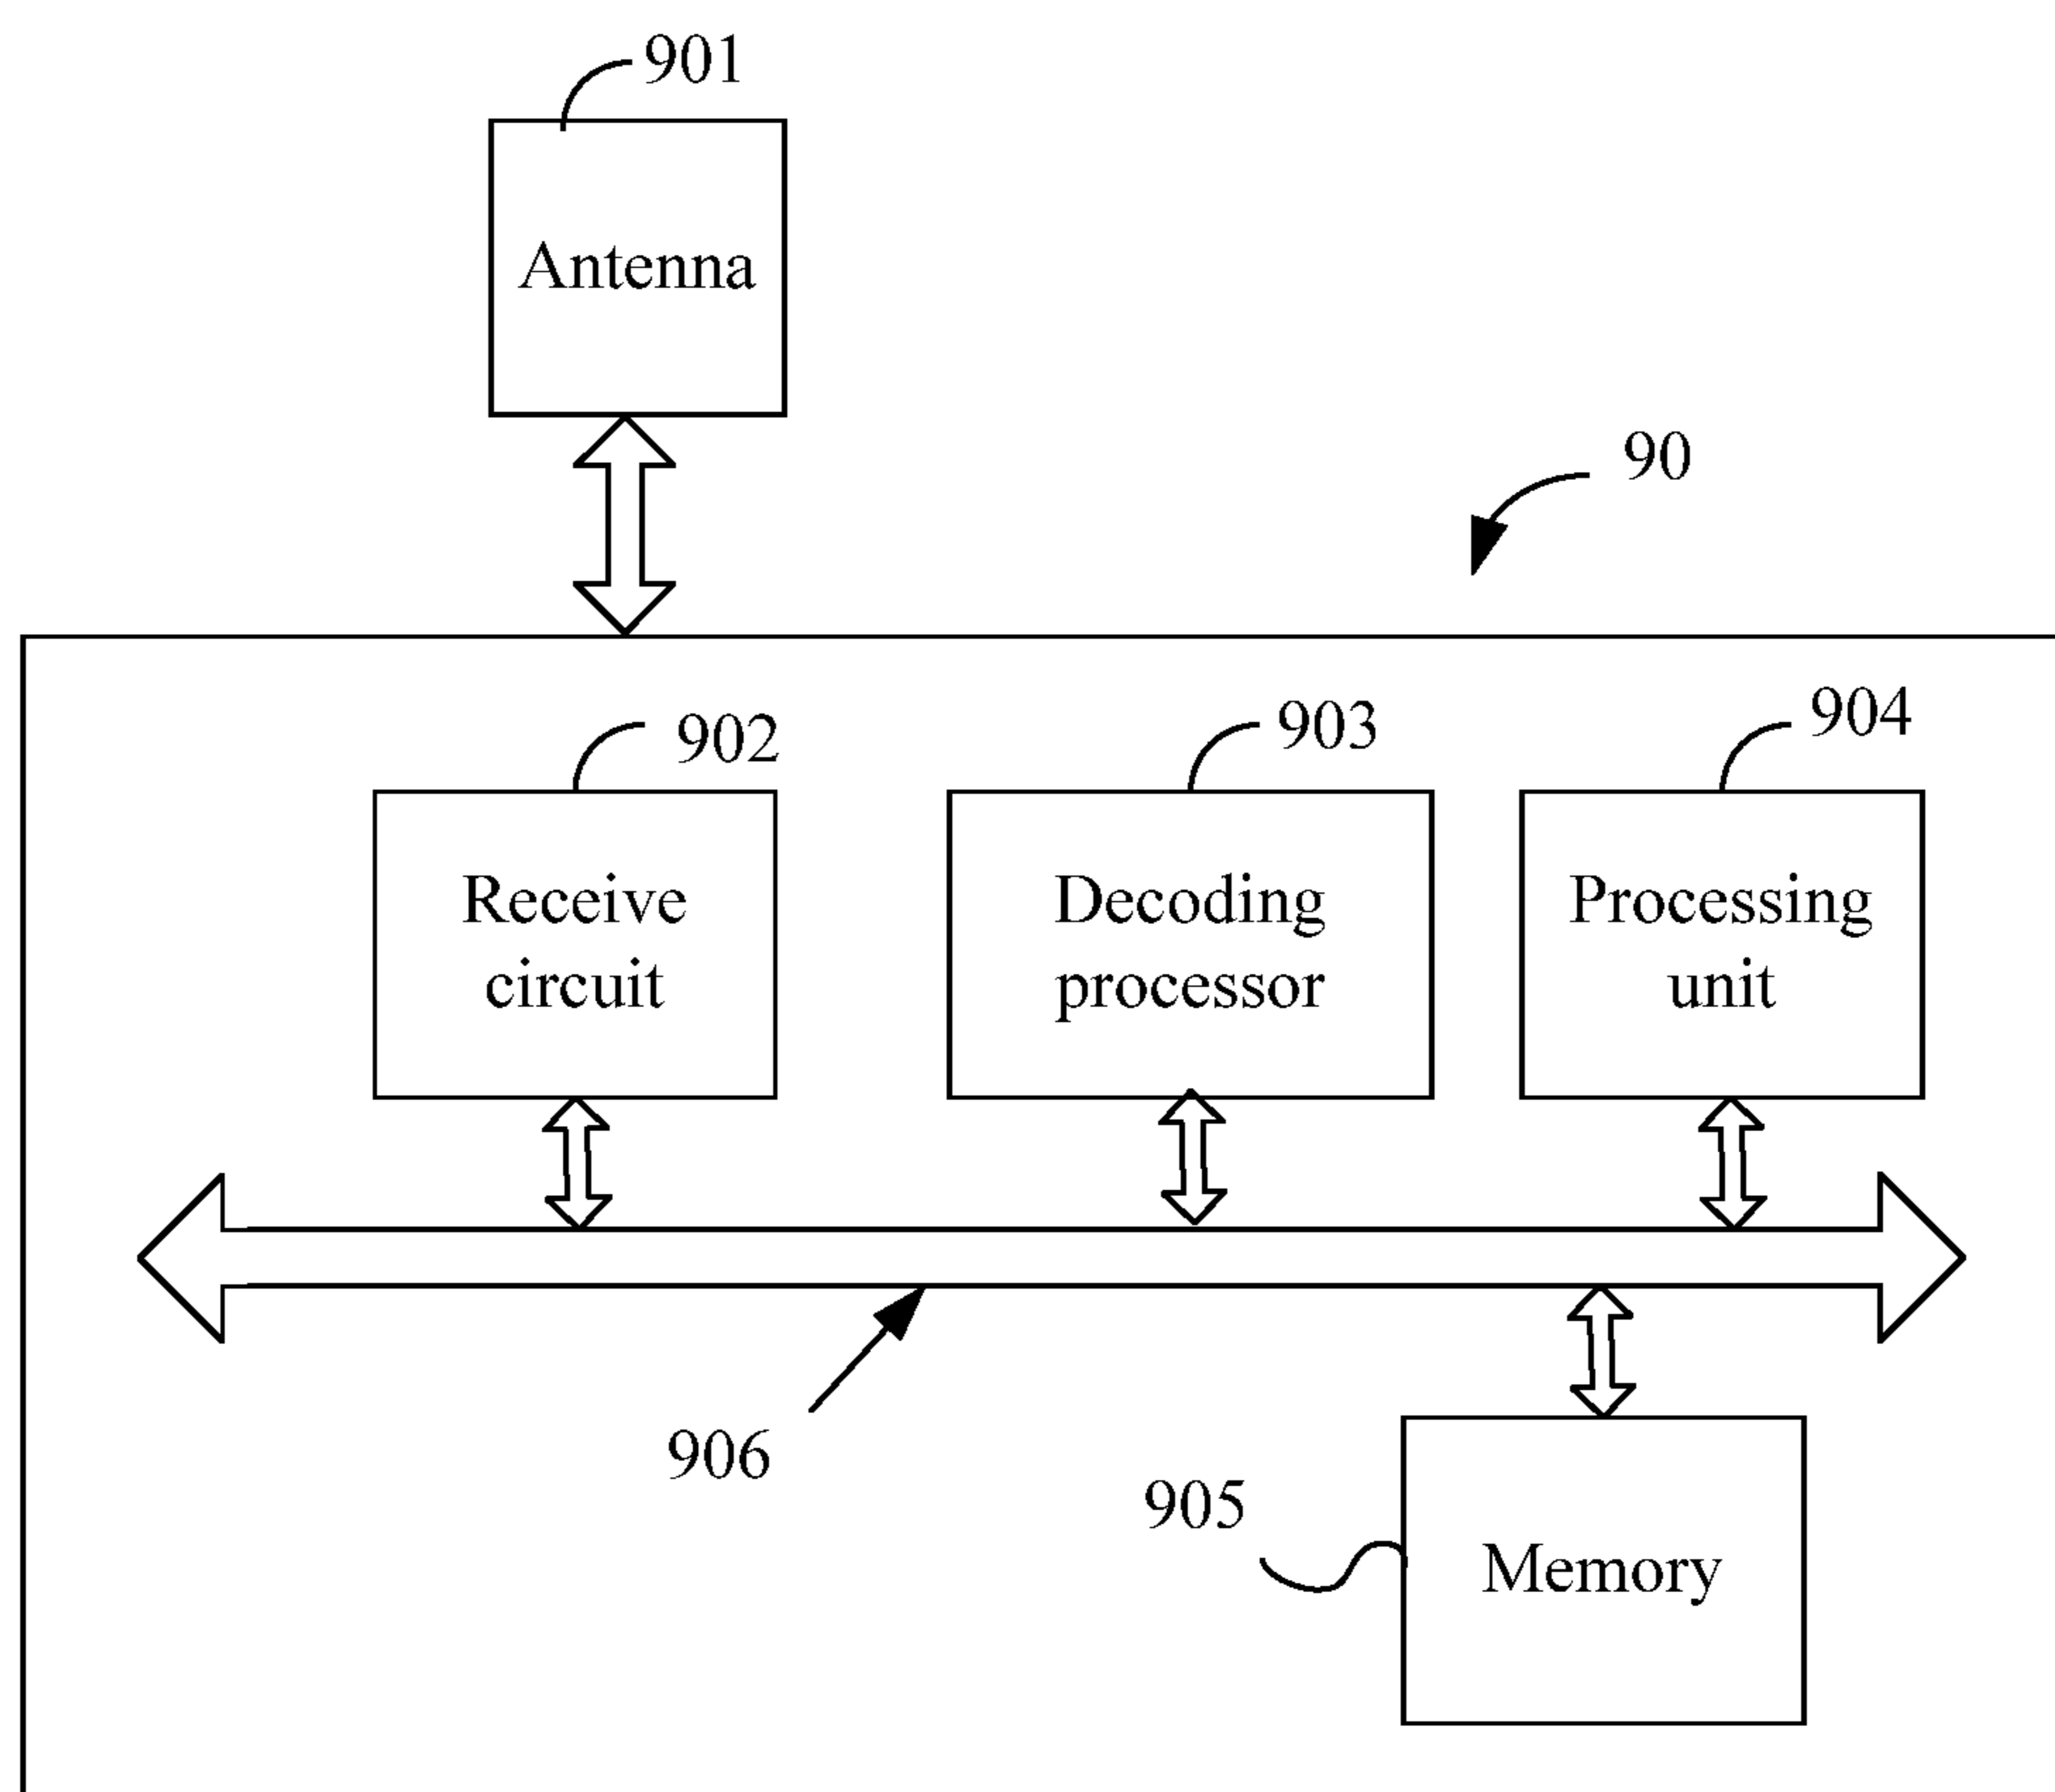 901
Antenna
90
902
903
904
Receive
circuit
Decoding
processor
Processing
unit
906
905
Memory